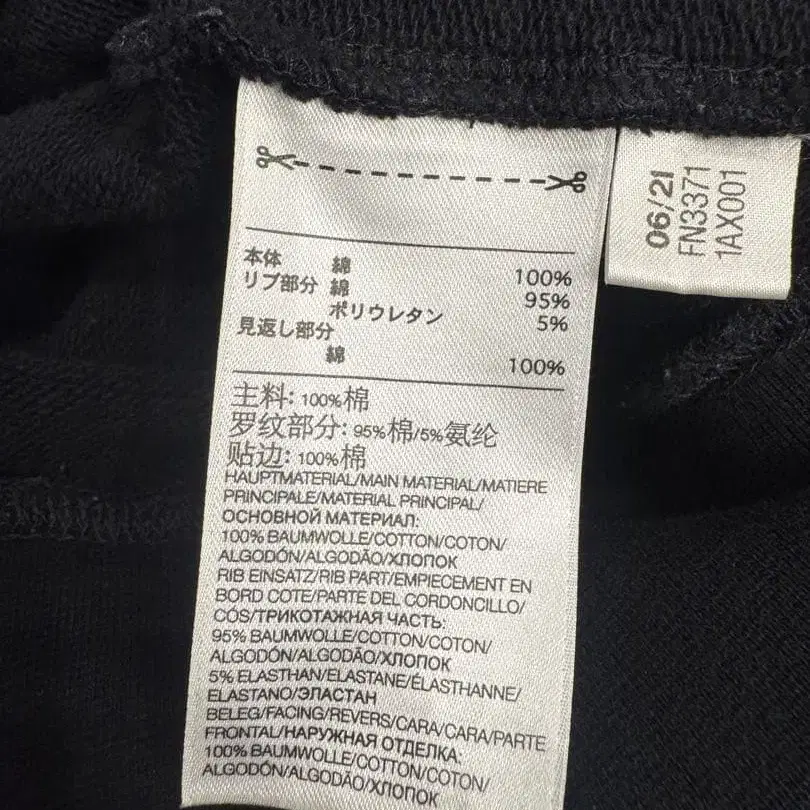 本体 綿 100%
リブ部分 綿 95%
ポリウレタン 5%
見返し部分
綿 100%
主料: 100%棉
罗纹部分: 95%棉/5%氨纶
贴边: 100%棉
HAUPTMATERIAL/MAIN MATERIAL/MATIERE
PRINCIPALE/MATERIAL PRINCIPAL/
ОСНОВНОЙ МАТЕРИАЛ:
100% BAUMWOLLE/COTTON/COTON/
ALGODÓN/ALGODÃO/ХЛОПОК
RIB EINSATZ/RIB PART/EMPIECEMENT EN
BORD COTE/PARTE DEL CORDONCILLO/
CÓS/ТРИКОТАЖНАЯ ЧАСТЬ:
95% BAUMWOLLE/COTTON/COTON/
ALGODÓN/ALGODÃO/ХЛОПОК
5% ELASTHAN/ELASTANE/ÉLASTHANNE/
ELASTANO/ЭЛАСТАН
BELEG/FACING/REVERS/CARA/CARA/PARTE
FRONTAL/НАРУЖНАЯ ОТДЕЛКА:
100% BAUMWOLLE/COTTON/COTON/
ALGODÓN/ALGODÃO/ХЛОПОК
06/21
FN3371
1AX001